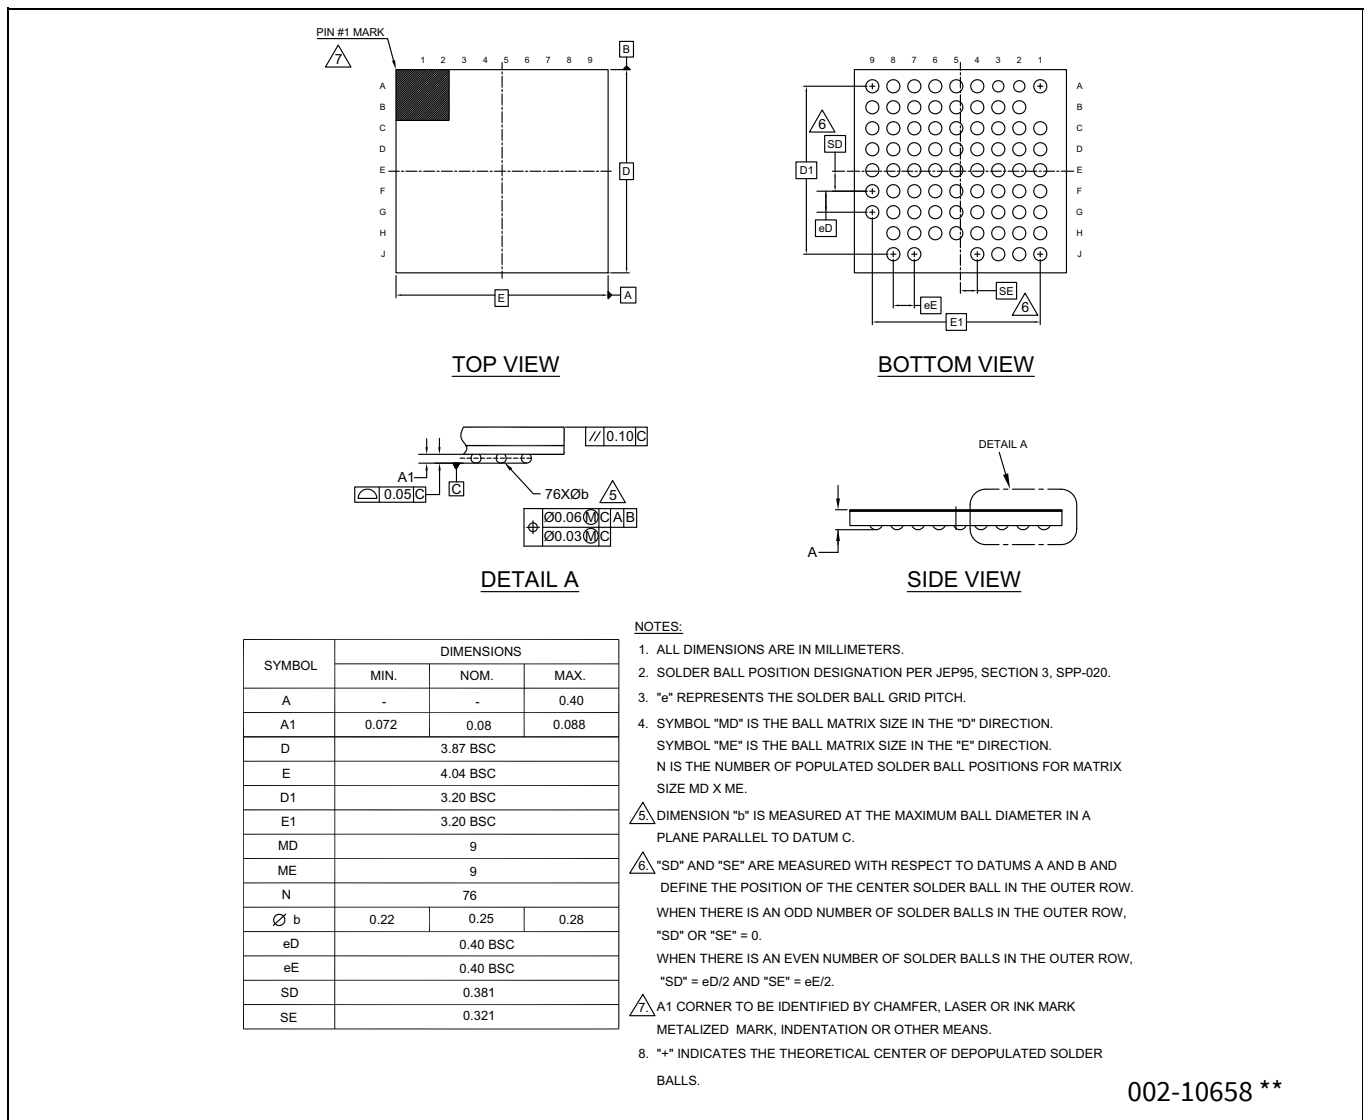 PIN #1 MARK
7
1 2 3 4 5 6 7 8 9
B
A
B
C
D
E
F
G
H
J
D
E
A
TOP VIEW
9 8 7 6 5 4 3 2 1
A
B
C
D
E
F
G
H
J
6
SD
D1
eD
SE
6
eE
E1
BOTTOM VIEW
// 0.10 C
A1
C
0.05 C
76XØb 5
Ø0.06 M C A B
Ø0.03 M C
DETAIL A
DETAIL A
A
SIDE VIEW
SYMBOL DIMENSIONS
MIN. NOM. MAX.
A - - 0.40
A1 0.072 0.08 0.088
D 3.87 BSC
E 4.04 BSC
D1 3.20 BSC
E1 3.20 BSC
MD 9
ME 9
N 76
Ø b 0.22 0.25 0.28
eD 0.40 BSC
eE 0.40 BSC
SD 0.381
SE 0.321
NOTES:
1. ALL DIMENSIONS ARE IN MILLIMETERS.
2. SOLDER BALL POSITION DESIGNATION PER JEP95, SECTION 3, SPP-020.
3. "e" REPRESENTS THE SOLDER BALL GRID PITCH.
4. SYMBOL "MD" IS THE BALL MATRIX SIZE IN THE "D" DIRECTION.
SYMBOL "ME" IS THE BALL MATRIX SIZE IN THE "E" DIRECTION.
N IS THE NUMBER OF POPULATED SOLDER BALL POSITIONS FOR MATRIX
SIZE MD X ME.
5. DIMENSION "b" IS MEASURED AT THE MAXIMUM BALL DIAMETER IN A
PLANE PARALLEL TO DATUM C.
6. "SD" AND "SE" ARE MEASURED WITH RESPECT TO DATUMS A AND B AND
DEFINE THE POSITION OF THE CENTER SOLDER BALL IN THE OUTER ROW.
WHEN THERE IS AN ODD NUMBER OF SOLDER BALLS IN THE OUTER ROW,
"SD" OR "SE" = 0.
WHEN THERE IS AN EVEN NUMBER OF SOLDER BALLS IN THE OUTER ROW,
"SD" = eD/2 AND "SE" = eE/2.
7. A1 CORNER TO BE IDENTIFIED BY CHAMFER, LASER OR INK MARK
METALIZED MARK, INDENTATION OR OTHER MEANS.
8. "+" INDICATES THE THEORETICAL CENTER OF DEPOPULATED SOLDER
BALLS.
002-10658 **